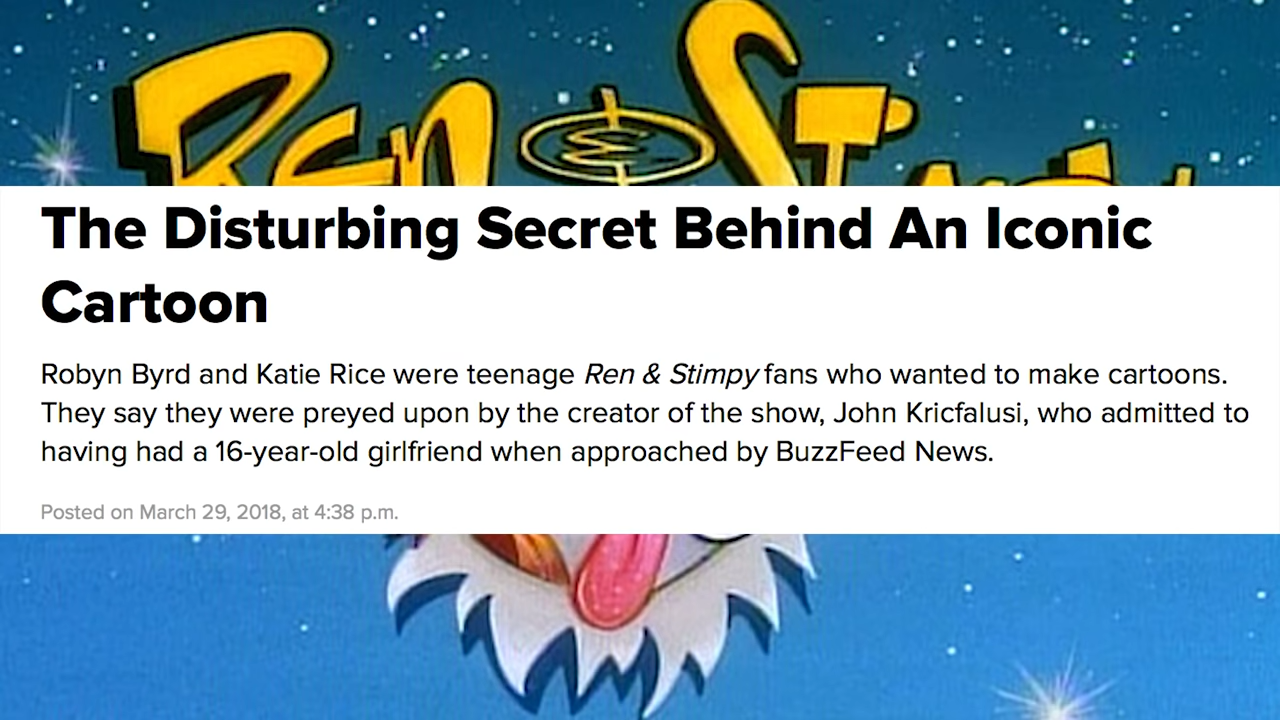 Ren & Stimpy
The Disturbing Secret Behind An Iconic
Cartoon
Robyn Byrd and Katie Rice were teenage Ren & Stimpy fans who wanted to make cartoons.
They say they were preyed upon by the creator of the show, John Kricfalusi, who admitted to
having had a 16-year-old girlfriend when approached by BuzzFeed News.
Posted on March 29, 2018, at 4:38 p.m.